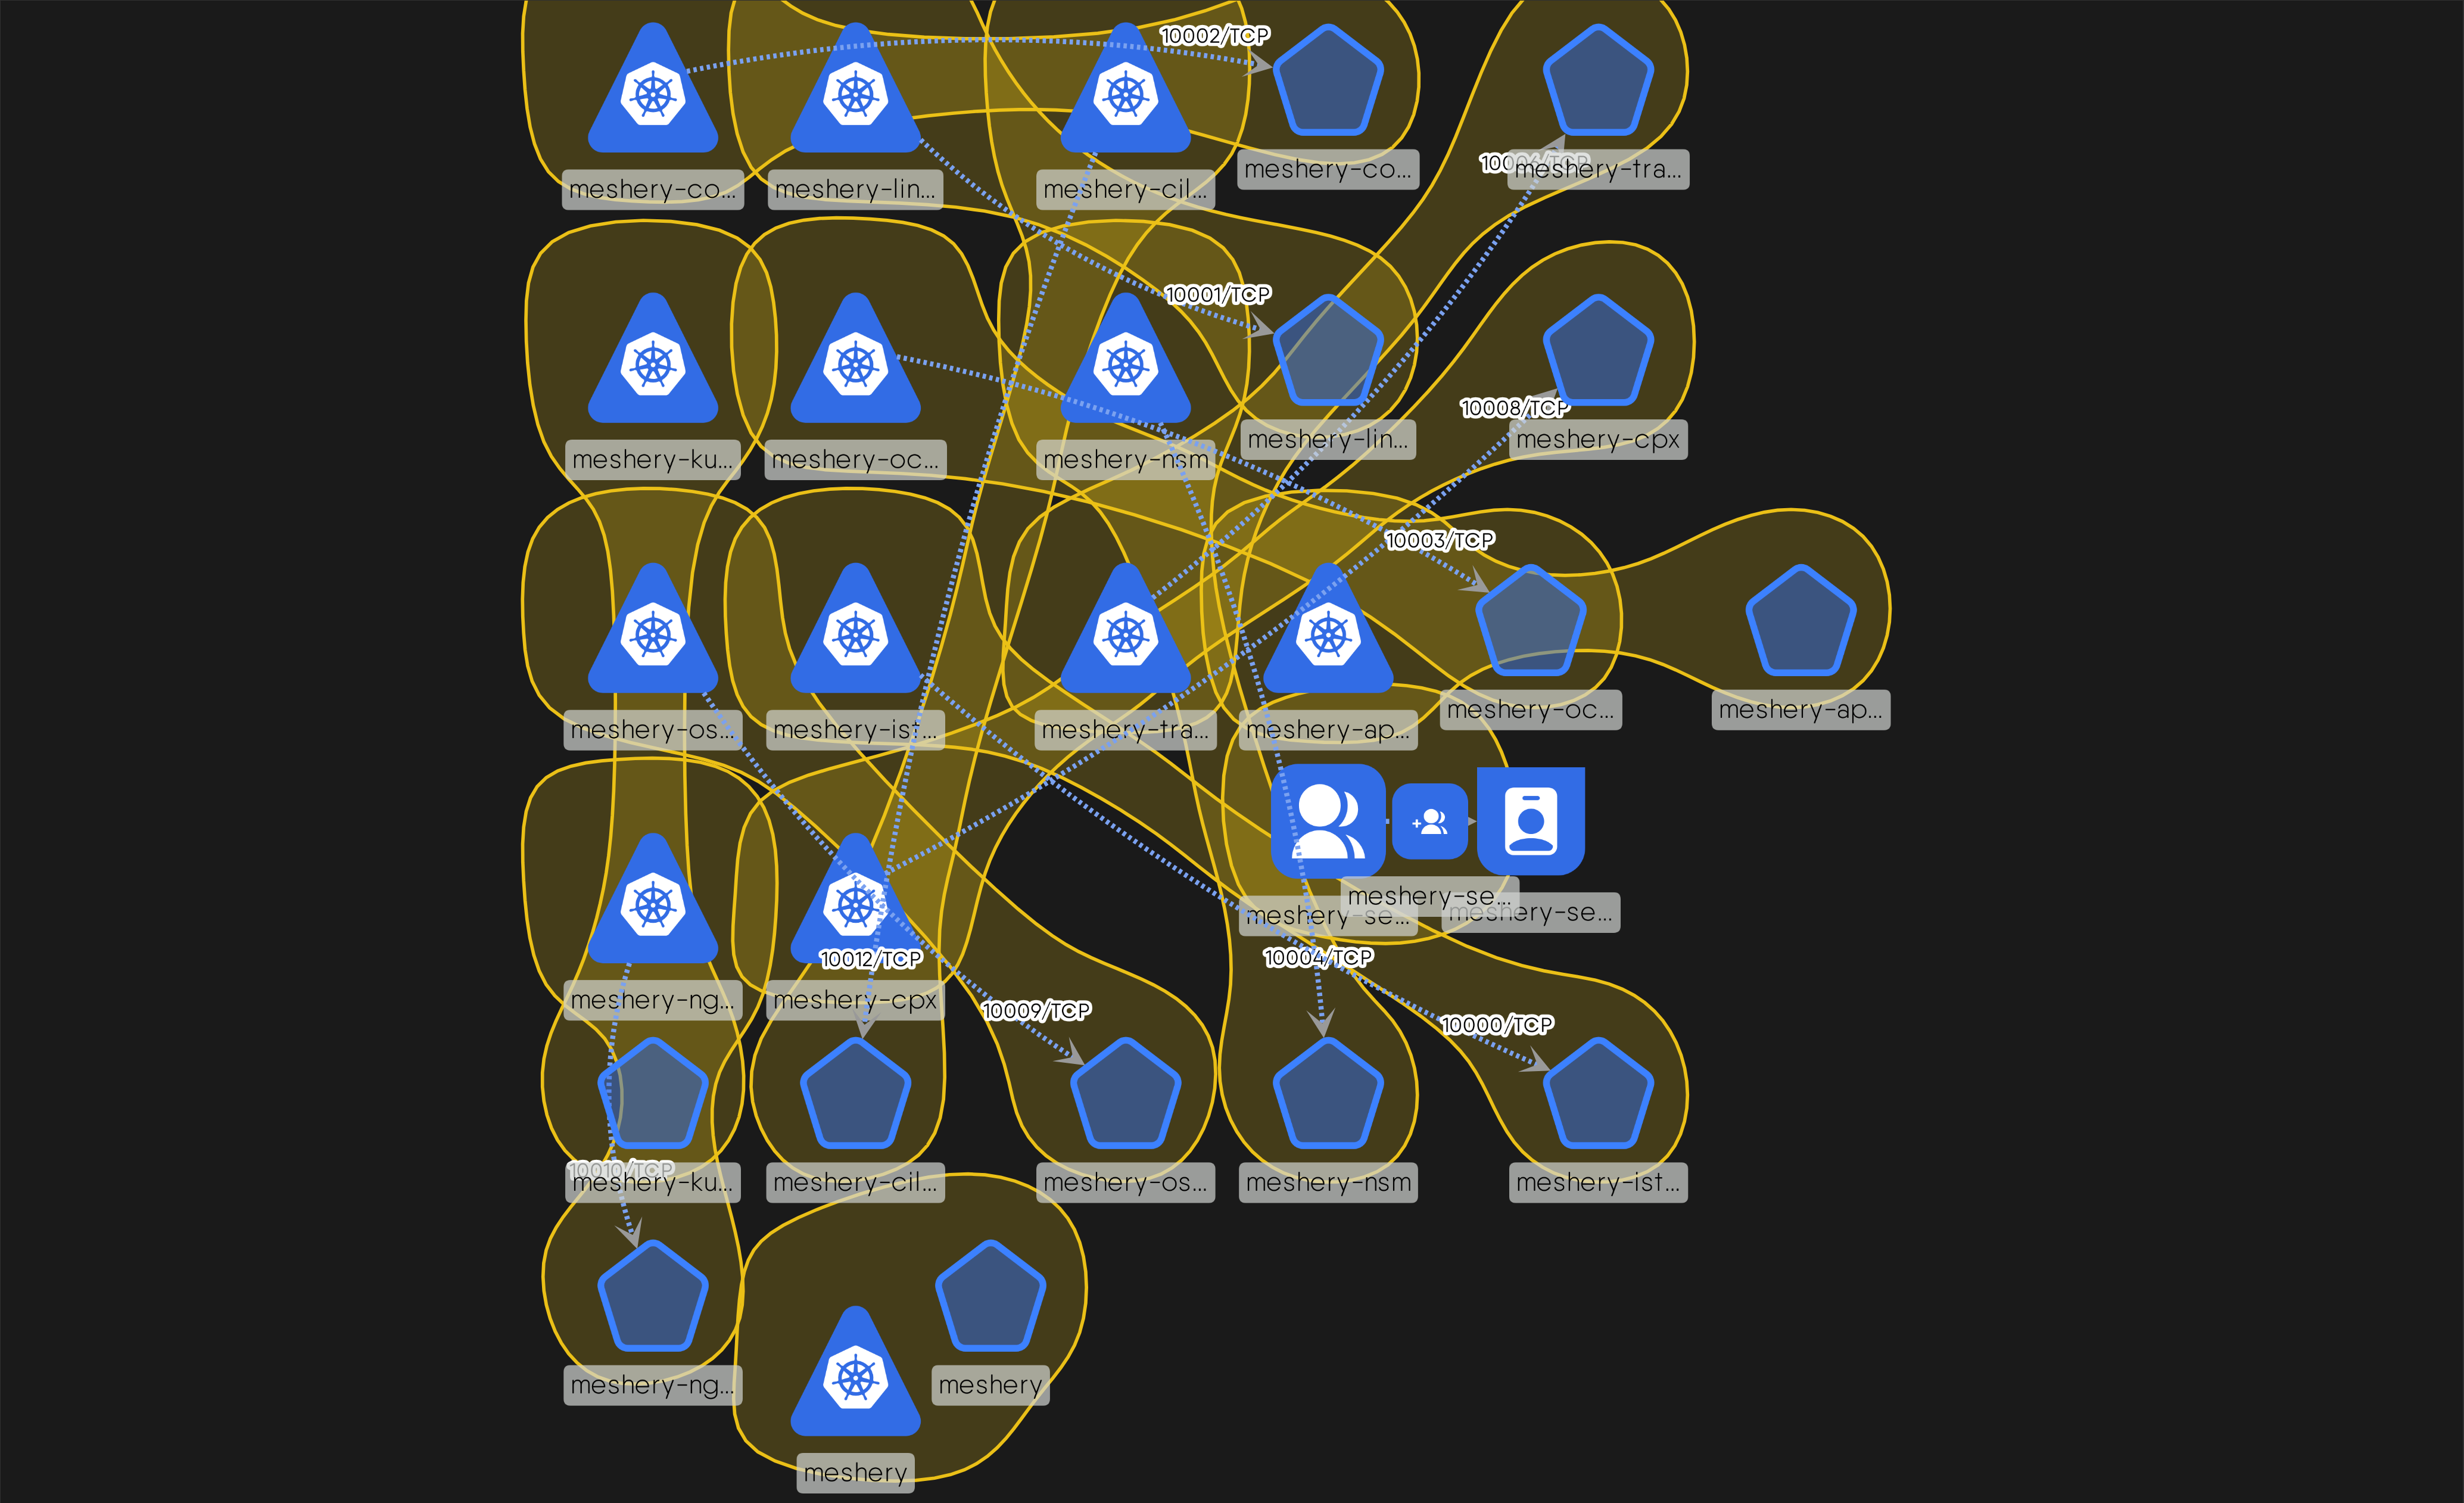 10002/TCP
meshery-co...
meshery-lin...
meshery-cil...
meshery-co...
meshery-tra...
10001/TCP
10008/TCP
meshery-ku...
meshery-oc...
meshery-nsm
meshery-lin...
meshery-cpx
10003/TCP
meshery-os...
meshery-ist...
meshery-tra...
meshery-ap...
meshery-oc...
meshery-ap...
meshery-se...
meshery-se...
meshery-se...
10012/TCP
10004/TCP
meshery-ng...
meshery-cpx
10009/TCP
10000/TCP
10010/TCP
meshery-ku...
meshery-cil...
meshery-os...
meshery-nsm
meshery-ist...
meshery-ng...
meshery
meshery